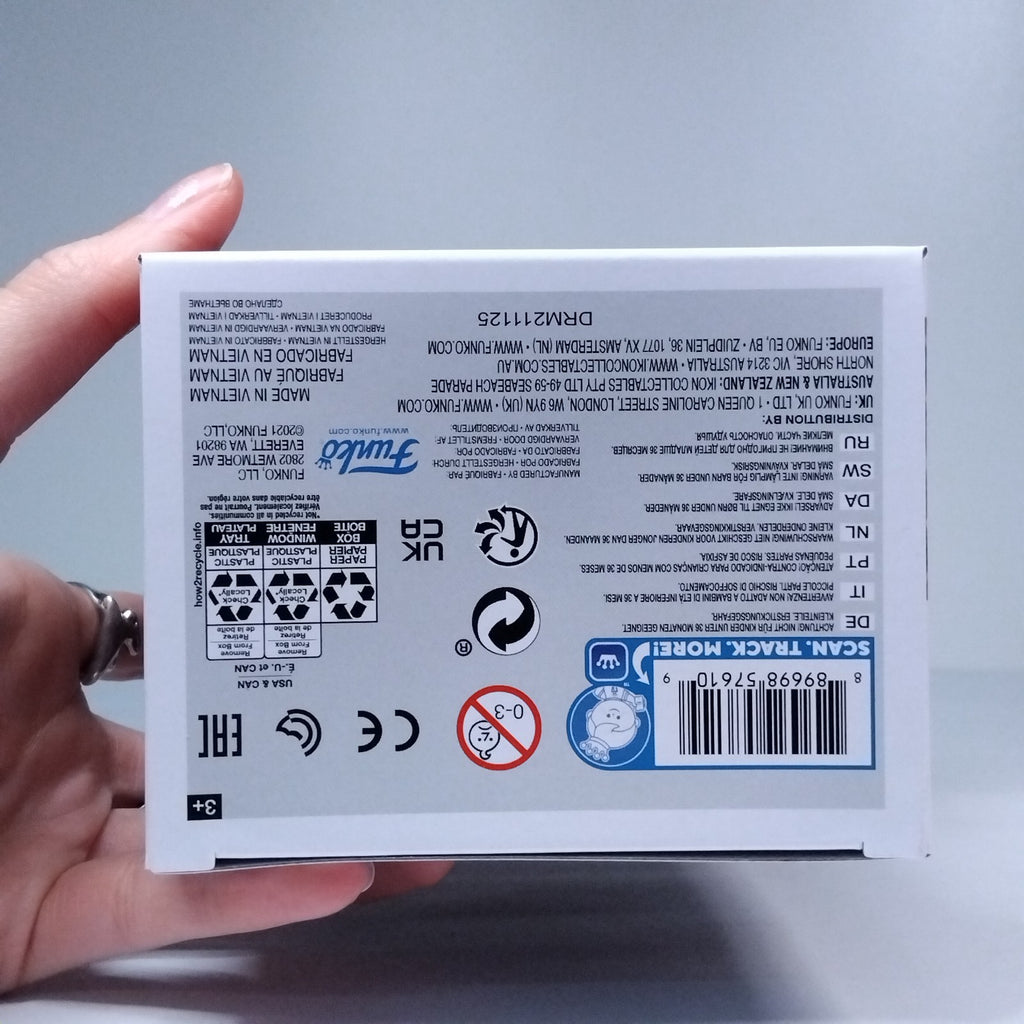 3+
8 89698 57610 9
SCAN. TRACK. MORE!
0-3
CE
EAC
USA & CAN
É.-U. et CAN
Remove
From Box
Retirez
de la boîte
Remove
From Box
Retirez
de la boîte
Check
Locally*
Check
Locally*
PAPER
PAPIER
PLASTIC
PLASTIQUE
PLASTIC
PLASTIQUE
BOX
BOÎTE
WINDOW
FENÊTRE
TRAY
PLATEAU
how2recycle.info
*Not recycled in all communities.
Vérifiez localement. Pourrait ne pas
être recyclable dans votre région.
®
UK
CA
DE
ACHTUNG! NICHT FÜR KINDER UNTER 36 MONATEN GEEIGNET.
KLEINTEILE. ERSTICKUNGSGEFAHR.
IT
AVVERTENZA! NON ADATTO A BAMBINI DI ETÀ INFERIORE A 36 MESI.
PICCOLE PARTI. RISCHIO DI SOFFOCAMENTO.
PT
ATENÇÃO! CONTRA-INDICADO PARA CRIANÇAS COM MENOS DE 36 MESES.
PEQUENAS PARTES. RISCO DE ASFIXIA.
NL
WAARSCHUWING! NIET GESCHIKT VOOR KINDEREN JONGER DAN 36 MAANDEN.
KLEINE ONDERDELEN. VERSTIKKINGSGEVAAR.
DA
ADVARSEL! IKKE EGNET TIL BØRN UNDER 36 MÅNEDER.
SMÅ DELE. KVÆLNINGSFARE.
SW
VARNING! INTE LÄMPLIG FÖR BARN UNDER 36 MÅNADER.
SMÅ DELAR. KVÄVNINGSRISK.
RU
ВНИМАНИЕ! НЕ ПРИГОДНО ДЛЯ ДЕТЕЙ МЛАДШЕ 36 МЕСЯЦЕВ.
МЕЛКИЕ ЧАСТИ. ОПАСНОСТЬ УДУШЬЯ.
MANUFACTURED BY • FABRIQUÉ PAR:
FABRICADO POR • HERGESTELLT DURCH:
FABBRICATO DA • FABRICADO POR:
VERVAARDIGD DOOR • FREMSTILLET AF:
TILLVERKAD AV • ПРОИЗВОДИТЕЛЬ:
Funko
www.funko.com
FUNKO, LLC
2802 WETMORE AVE
EVERETT, WA 98201
©2021 FUNKO,LLC
DISTRIBUTION BY:
UK: FUNKO UK, LTD • 1 QUEEN CAROLINE STREET, LONDON, W6 9YN (UK) • WWW.FUNKO.COM
AUSTRALIA & NEW ZEALAND: IKON COLLECTABLES PTY LTD 49-59 SEABEACH PARADE
NORTH SHORE, VIC 3214 AUSTRALIA • WWW.IKONCOLLECTABLES.COM.AU
EUROPE: FUNKO EU, BV • ZUIDPLEIN 36, 1077 XV, AMSTERDAM (NL) • WWW.FUNKO.COM
DRM211125
MADE IN VIETNAM
FABRIQUÉ AU VIETNAM
FABRICADO EN VIETNAM
HERGESTELLT IN VIETNAM • FABBRICATO IN VIETNAM
FABRICADO NA VIETNAM • VERVAARDIGD IN VIETNAM
PRODUCERET I VIETNAM • TILLVERKAD I VIETNAM
СДЕЛАНО ВО ВЬЕТНАМЕ